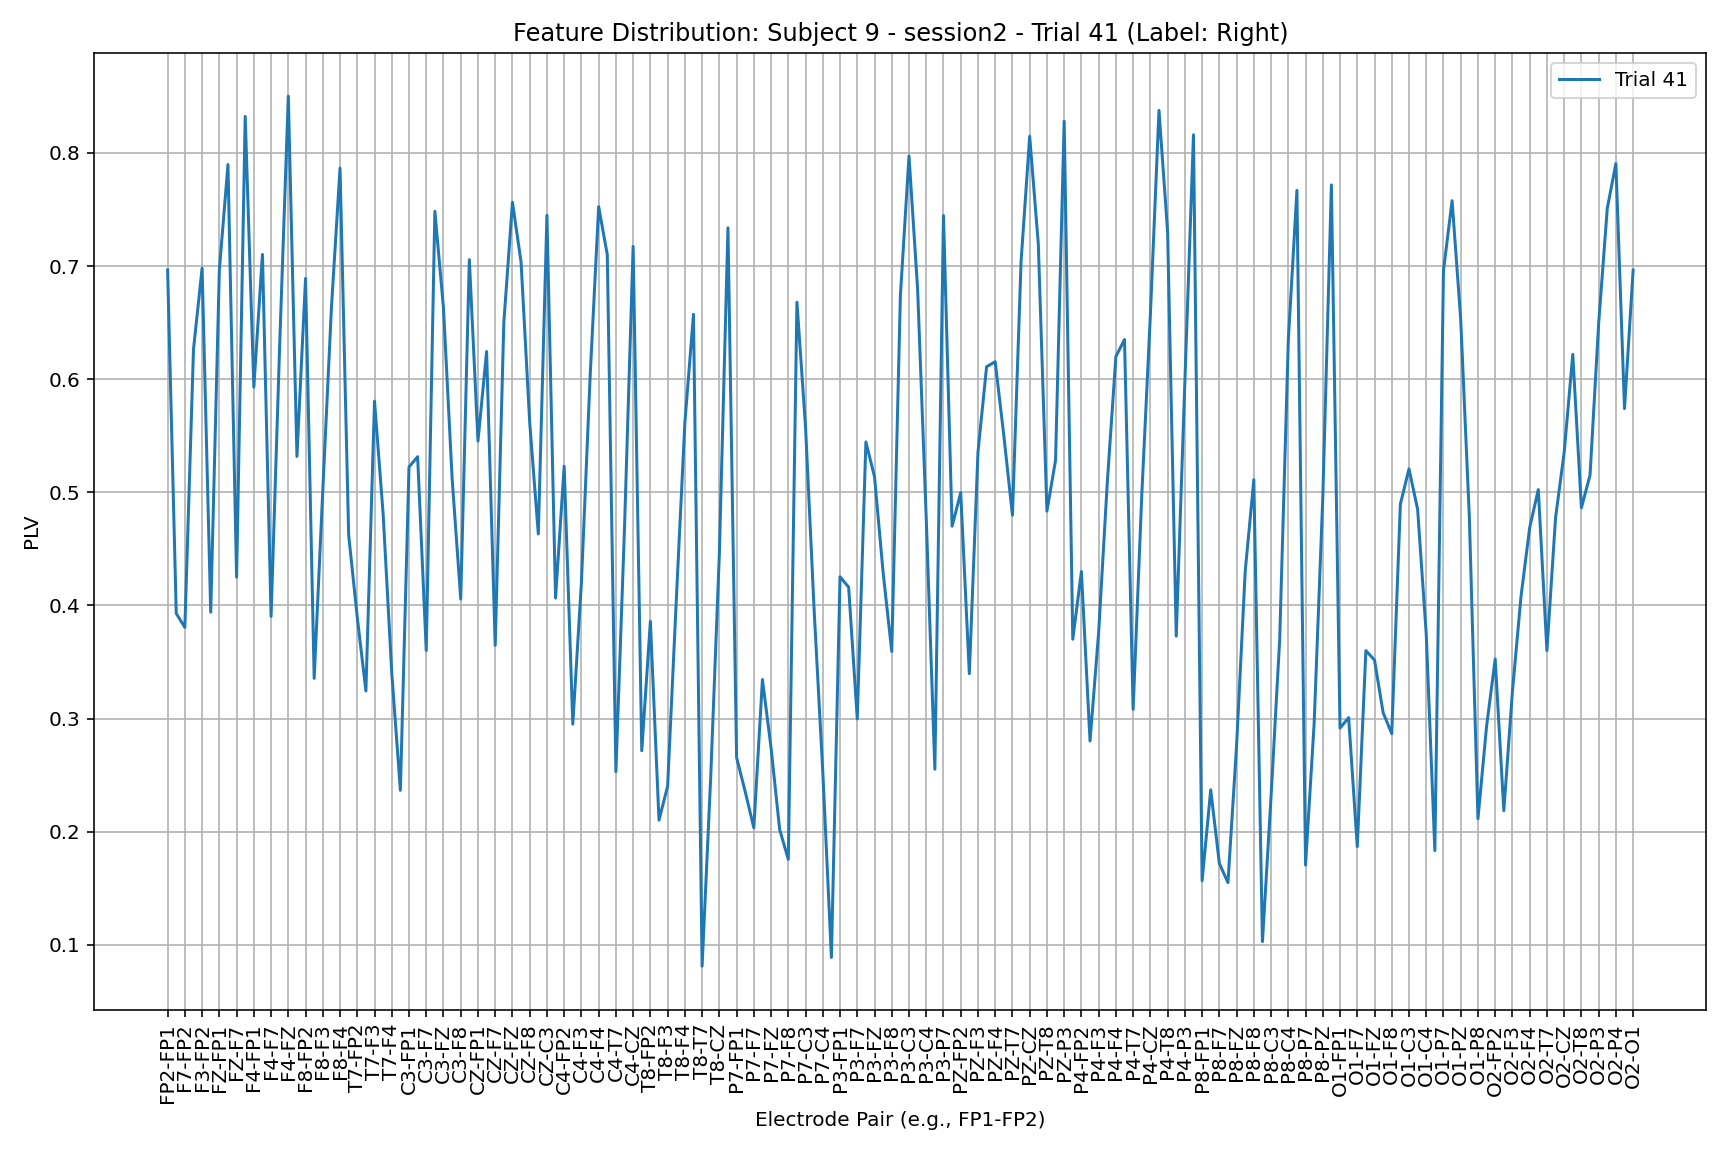 Feature Distribution: Subject 9 - session2 - Trial 41 (Label: Right)
Trial 41
PLV
0.8
0.7
0.6
0.5
0.4
0.3
0.2
0.1
FP2-FP1
F7-FP2
F3-FP2
FZ-FP1
FZ-F7
F4-FP1
F4-F7
F4-FZ
F8-FP2
F8-F3
F8-F4
T7-FP2
T7-F3
T7-F4
C3-FP1
C3-F7
C3-FZ
C3-F8
CZ-FP1
CZ-F7
CZ-FZ
CZ-F8
CZ-C3
C4-FP2
C4-F3
C4-F4
C4-T7
C4-CZ
T8-FP2
T8-F3
T8-F4
T8-T7
T8-CZ
P7-FP1
P7-F7
P7-FZ
P7-F8
P7-C3
P7-C4
P3-FP1
P3-F7
P3-FZ
P3-F8
P3-C3
P3-C4
P3-P7
PZ-FP2
PZ-F3
PZ-F4
PZ-T7
PZ-CZ
PZ-T8
PZ-P3
P4-FP2
P4-F3
P4-F4
P4-T7
P4-CZ
P4-T8
P4-P3
P8-FP1
P8-F7
P8-FZ
P8-F8
P8-C3
P8-C4
P8-P7
P8-PZ
O1-FP1
O1-F7
O1-FZ
O1-F8
O1-C3
O1-C4
O1-P7
O1-PZ
O1-P8
O2-FP2
O2-F3
O2-F4
O2-T7
O2-CZ
O2-T8
O2-P3
O2-P4
O2-O1
Electrode Pair (e.g., FP1-FP2)